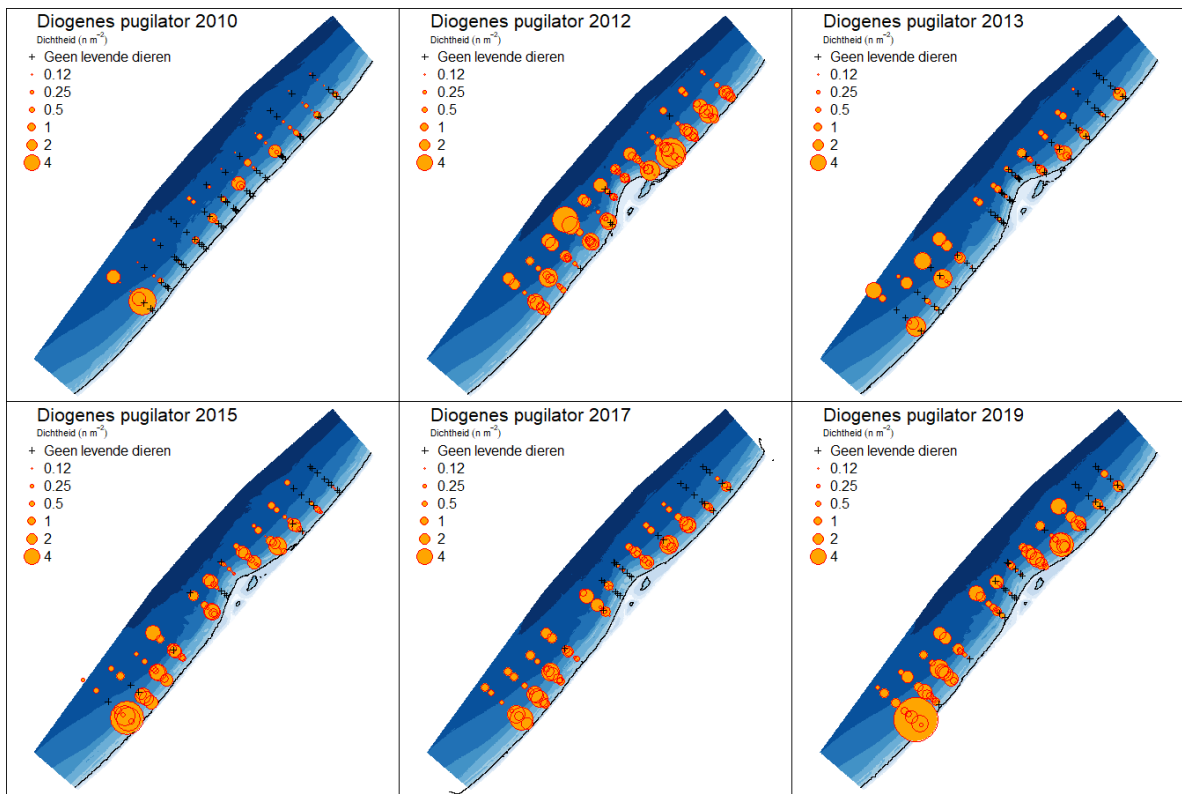 Diogenes pugilator 2010
Dichtheid (n m⁻²)
Geen levende dieren
0.12
0.25
0.5
1
2
4
Diogenes pugilator 2012
Dichtheid (n m⁻²)
Geen levende dieren
0.12
0.25
0.5
1
2
4
Diogenes pugilator 2013
Dichtheid (n m⁻²)
Geen levende dieren
0.12
0.25
0.5
1
2
4
Diogenes pugilator 2015
Dichtheid (n m⁻²)
Geen levende dieren
0.12
0.25
0.5
1
2
4
Diogenes pugilator 2017
Dichtheid (n m⁻²)
Geen levende dieren
0.12
0.25
0.5
1
2
4
Diogenes pugilator 2019
Dichtheid (n m⁻²)
Geen levende dieren
0.12
0.25
0.5
1
2
4